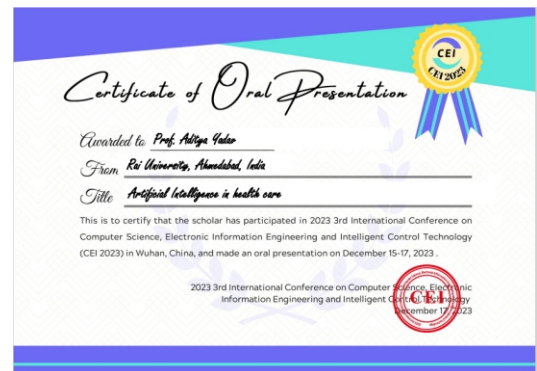 CEI
CEI 2023
Certificate of Oral Presentation
Awarded to Prof. Aditya Yadav
From Rai University, Ahmedabad, India
Title Artificial Intelligence in health care
This is to certify that the scholar has participated in 2023 3rd International Conference on
Computer Science, Electronic Information Engineering and Intelligent Control Technology
(CEI 2023) in Wuhan, China, and made an oral presentation on December 15-17, 2023 .
2023 3rd International Conference on Computer Science, Electronic
Information Engineering and Intelligent Control Technology
December 17, 2023
CEI